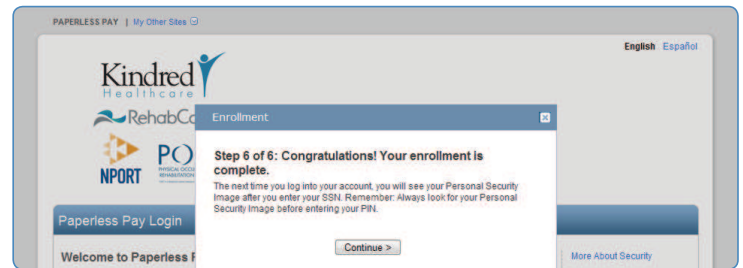 PAPERLESS PAY | My Other Sites
English Español
Kindred
Healthcare
Enrollment
NPORT
Step 6 of 6: Congratulations! Your enrollment is
complete.
The next time you log into your account, you will see your Personal Security
Image after you enter your SSN. Remember: Always look for your Personal
Security Image before entering your PIN.
Paperless Pay Login
Continue >
Welcome to Paperless
More About Security